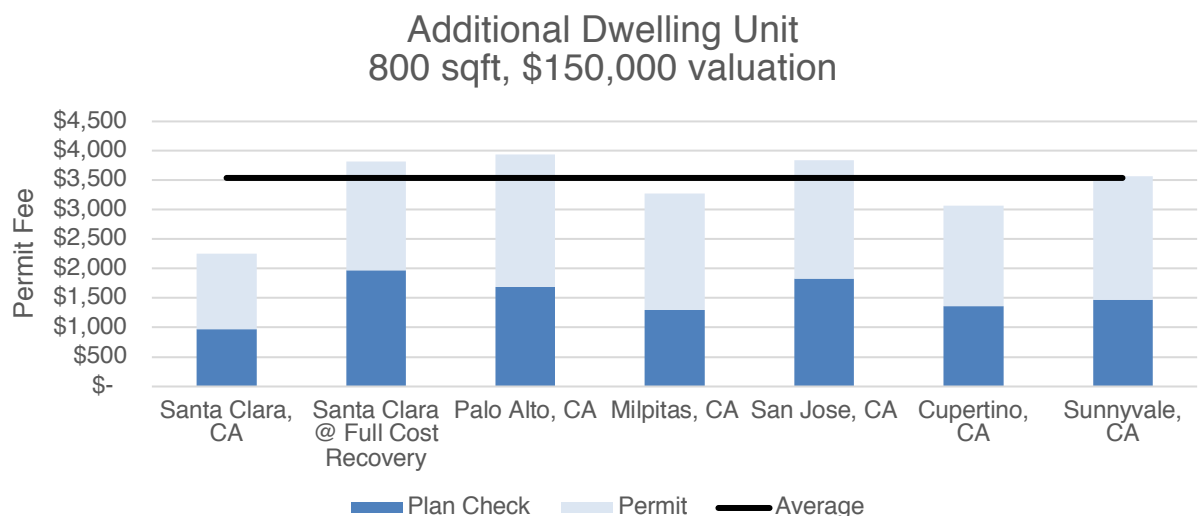 Additional Dwelling Unit
800 sqft, $150,000 valuation
Permit Fee
$4,500
$4,000
$3,500
$3,000
$2,500
$2,000
$1,500
$1,000
$500
$-
Santa Clara, CA
Santa Clara @ Full Cost Recovery
Palo Alto, CA
Milpitas, CA
San Jose, CA
Cupertino, CA
Sunnyvale, CA
Plan Check
Permit
Average